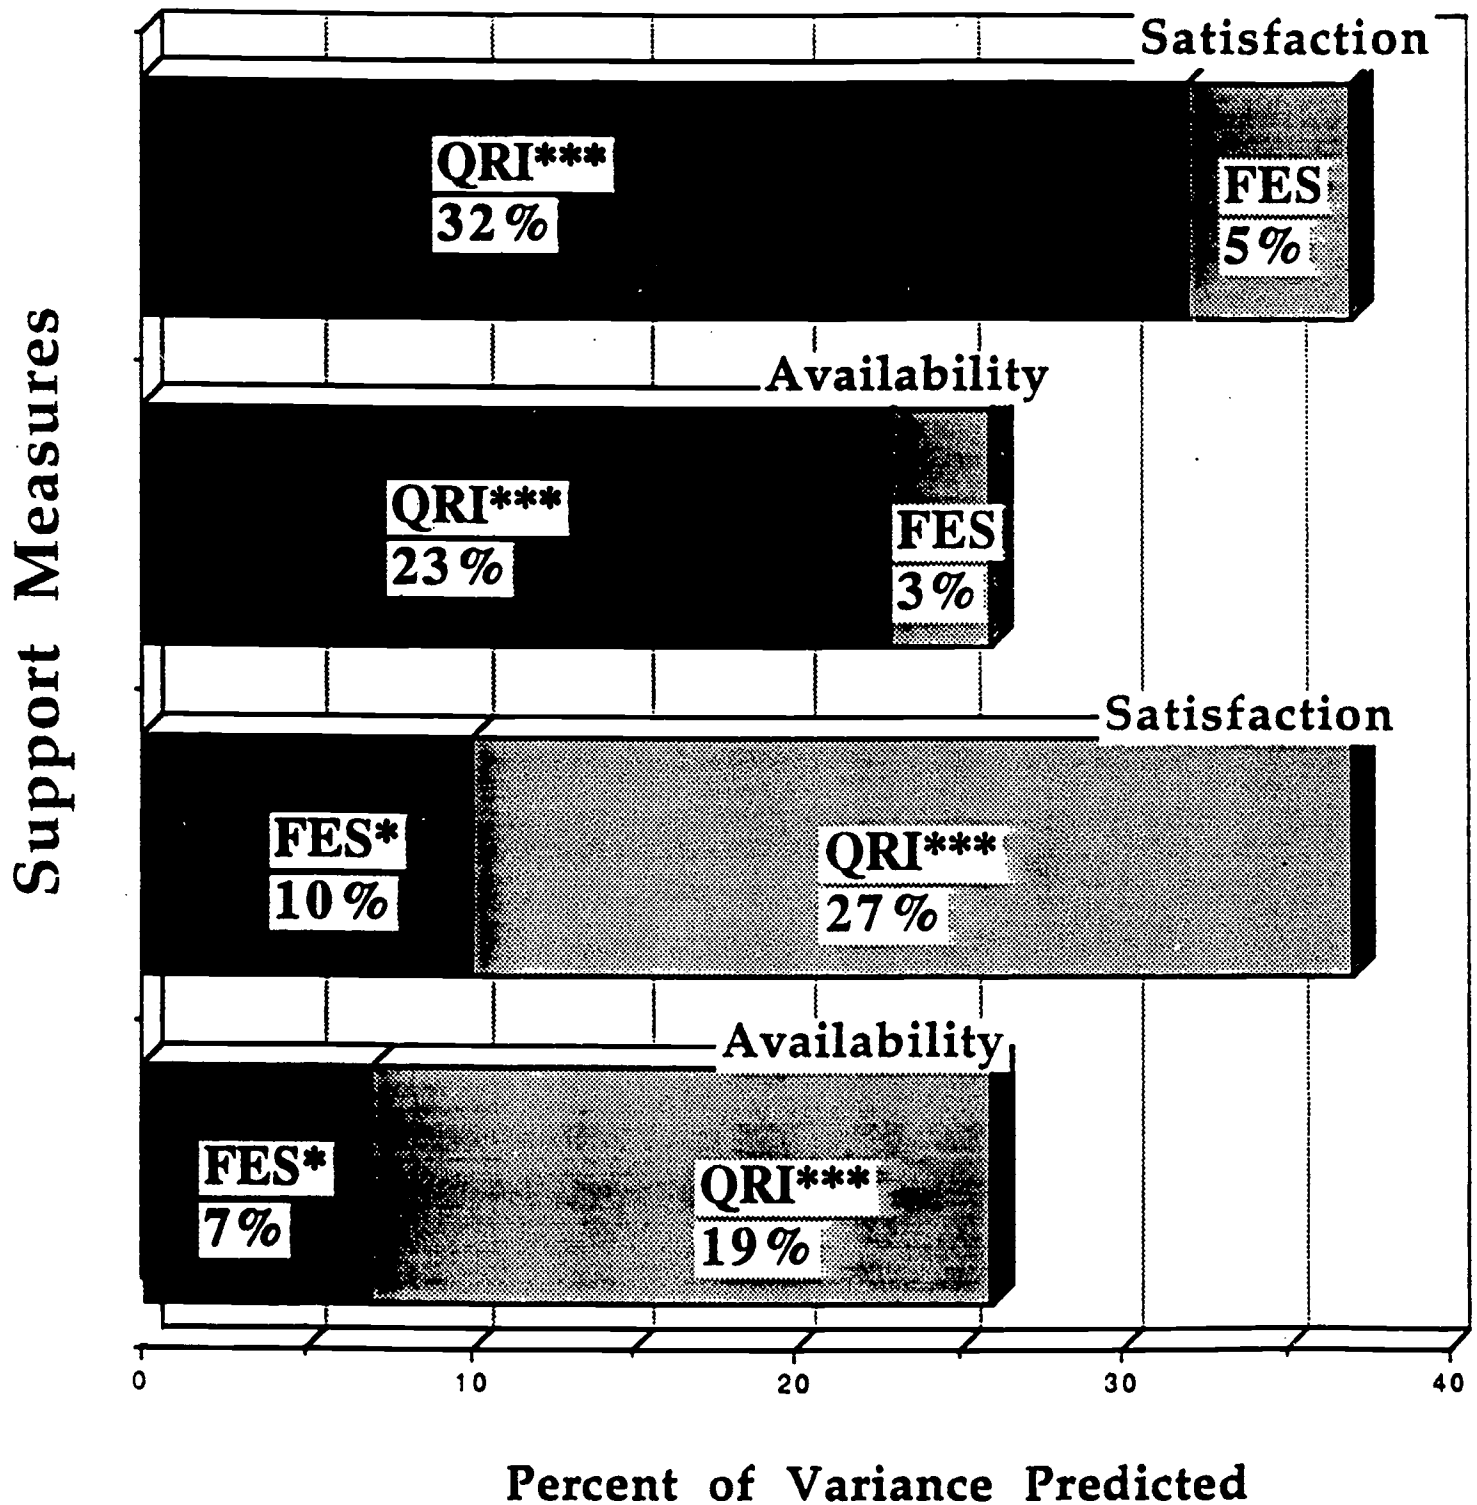 Satisfaction
QRI***
32%
FES
5%
Support Measures
Availability
QRI***
23%
FES
3%
Satisfaction
FES*
10%
QRI***
27%
Availability
FES*
7%
QRI***
19%
0 10 20 30 40
Percent of Variance Predicted